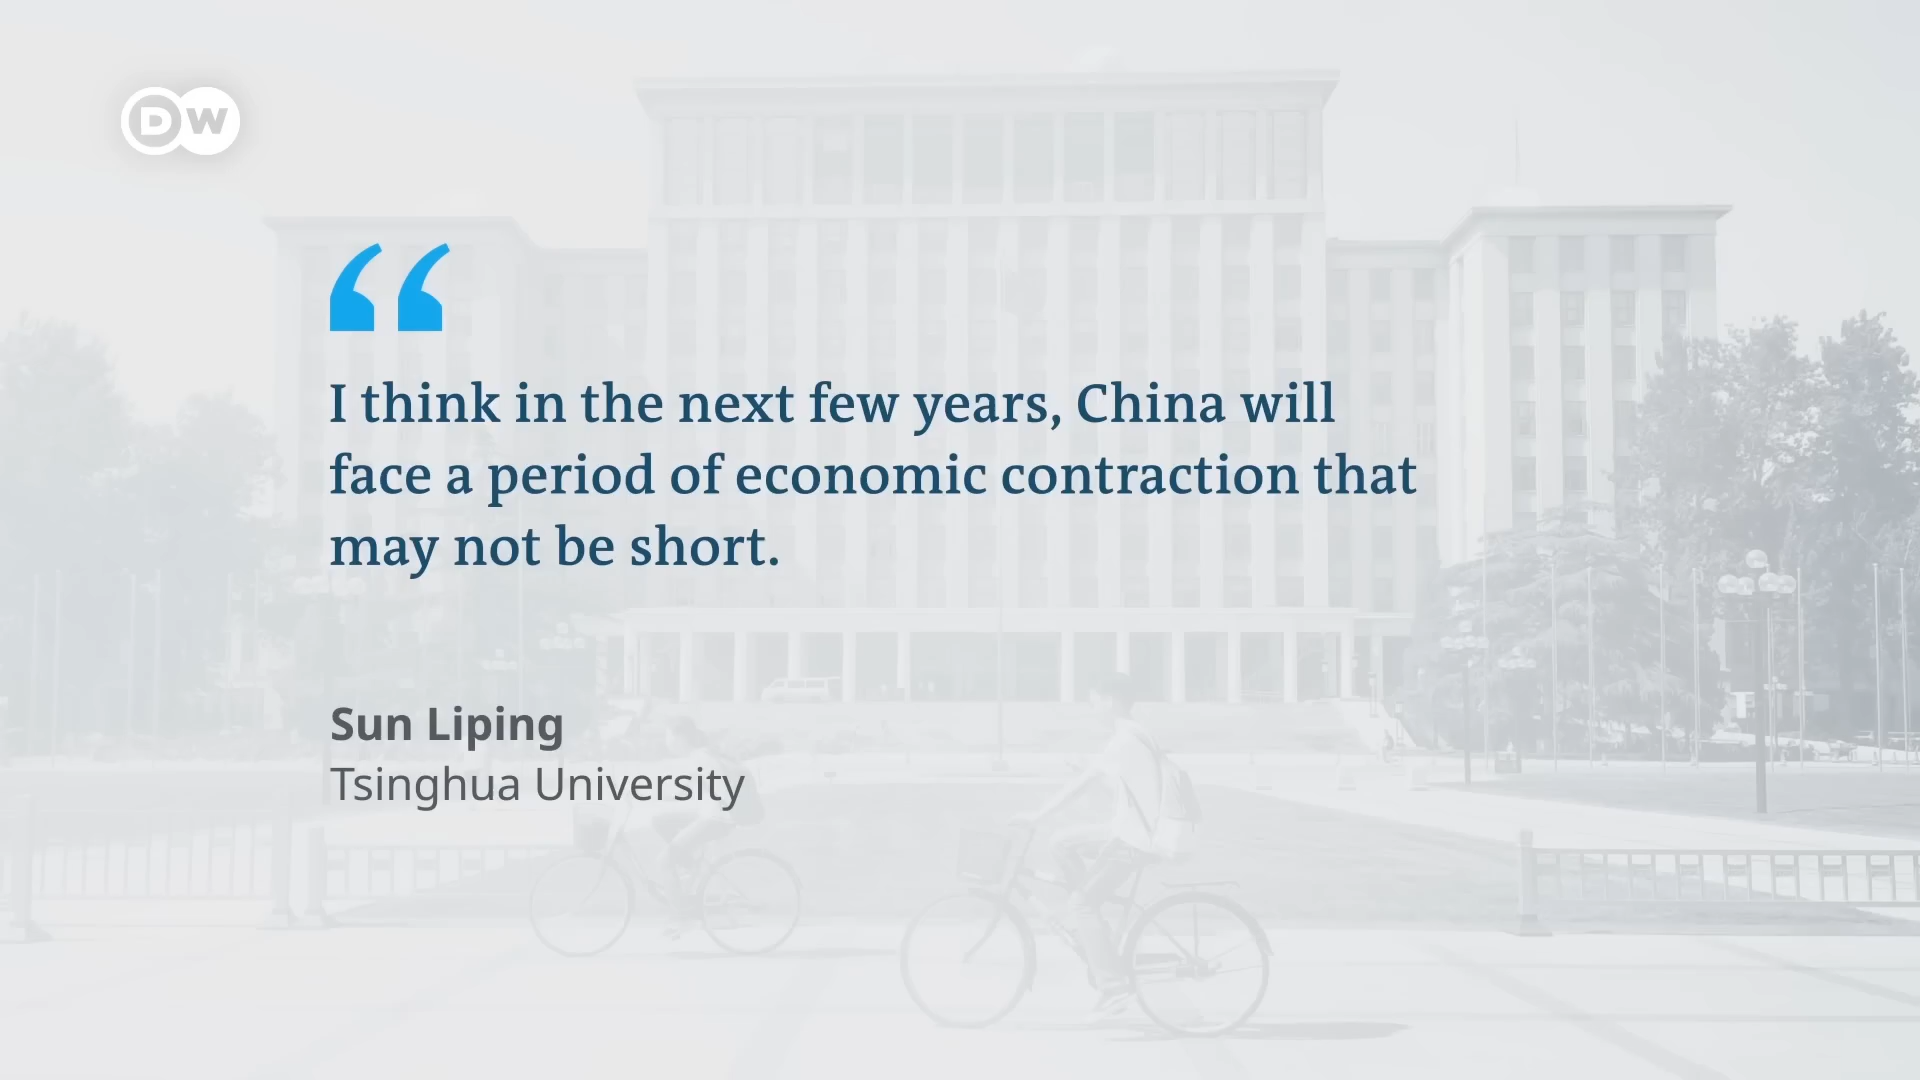 DW
“
I think in the next few years, China will
face a period of economic contraction that
may not be short.
Sun Liping
Tsinghua University